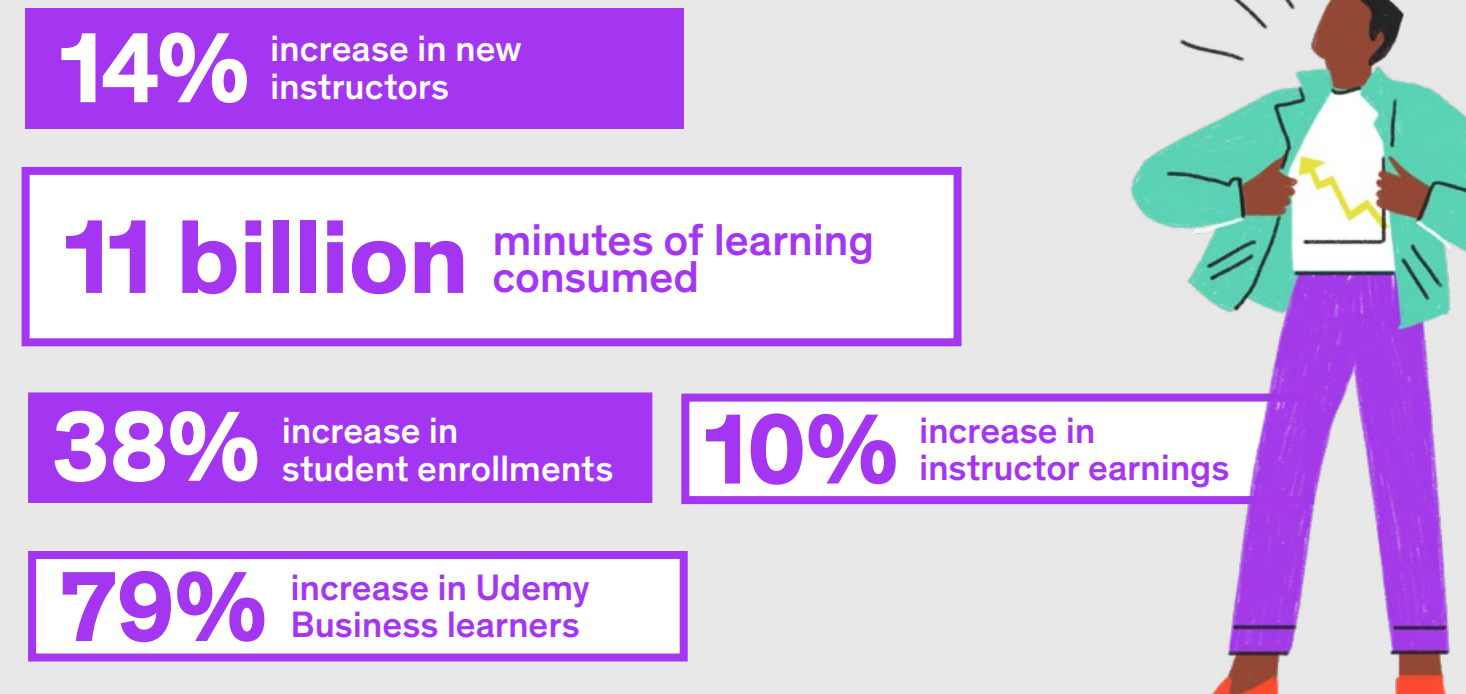 14% increase in new
instructors
11 billion minutes of learning
consumed
38% increase in
student enrollments
10% increase in
instructor earnings
79% increase in Udemy
Business learners